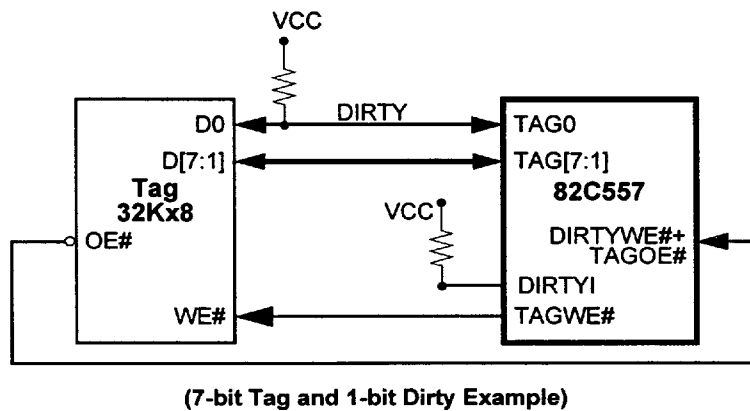 VCC
D0
DIRTY
TAG0
D[7:1]
TAG[7:1]
Tag
32Kx8
82C557
VCC
OE#
DIRTYWE#+
TAGOE#
DIRTYI
WE#
TAGWE#
(7-bit Tag and 1-bit Dirty Example)